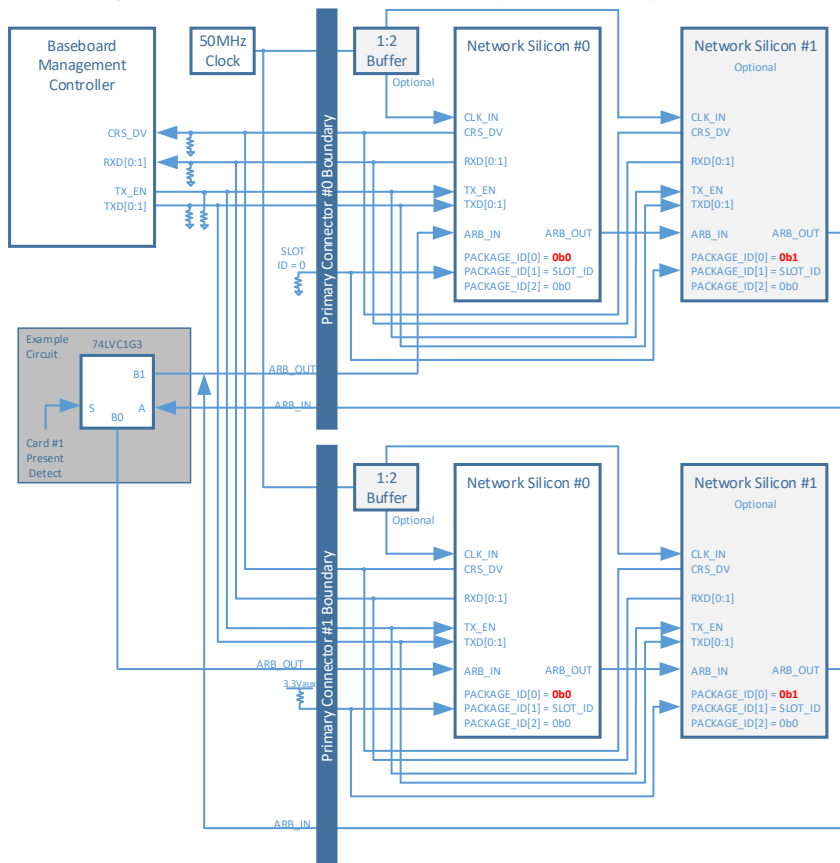 Baseboard
Management
Controller
CRS_DV
RXD[0:1]
TX_EN
TXD[0:1]
50MHz
Clock
Primary Connector #0 Boundary
1:2
Buffer
Optional
Network Silicon #0
CLK_IN
CRS_DV
RXD[0:1]
TX_EN
TXD[0:1]
ARB_IN
ARB_OUT
PACKAGE_ID[0] = 0b0
PACKAGE_ID[1] = SLOT_ID
PACKAGE_ID[2] = 0b0
Network Silicon #1
Optional
CLK_IN
CRS_DV
RXD[0:1]
TX_EN
TXD[0:1]
ARB_IN
ARB_OUT
PACKAGE_ID[0] = 0b1
PACKAGE_ID[1] = SLOT_ID
PACKAGE_ID[2] = 0b0
SLOT
ID = 0
Example
Circuit
74LVC1G3
B1
S
A
B0
Card #1
Present
Detect
ARB_OUT
ARB_IN
Primary Connector #1 Boundary
1:2
Buffer
Optional
Network Silicon #0
CLK_IN
CRS_DV
RXD[0:1]
TX_EN
TXD[0:1]
ARB_IN
ARB_OUT
PACKAGE_ID[0] = 0b0
PACKAGE_ID[1] = SLOT_ID
PACKAGE_ID[2] = 0b0
Network Silicon #1
Optional
CLK_IN
CRS_DV
RXD[0:1]
TX_EN
TXD[0:1]
ARB_IN
ARB_OUT
PACKAGE_ID[0] = 0b1
PACKAGE_ID[1] = SLOT_ID
PACKAGE_ID[2] = 0b0
ARB_OUT
3.3Vaux
ARB_IN